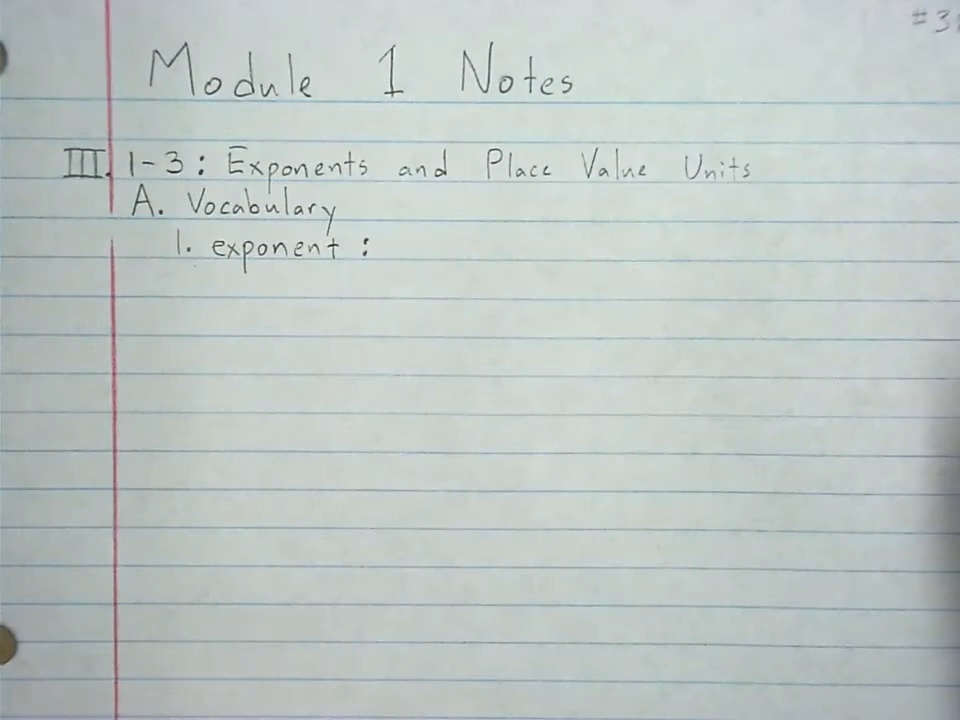 #3
Module 1 Notes
III. 1-3: Exponents and Place Value Units
A. Vocabulary
1. exponent: